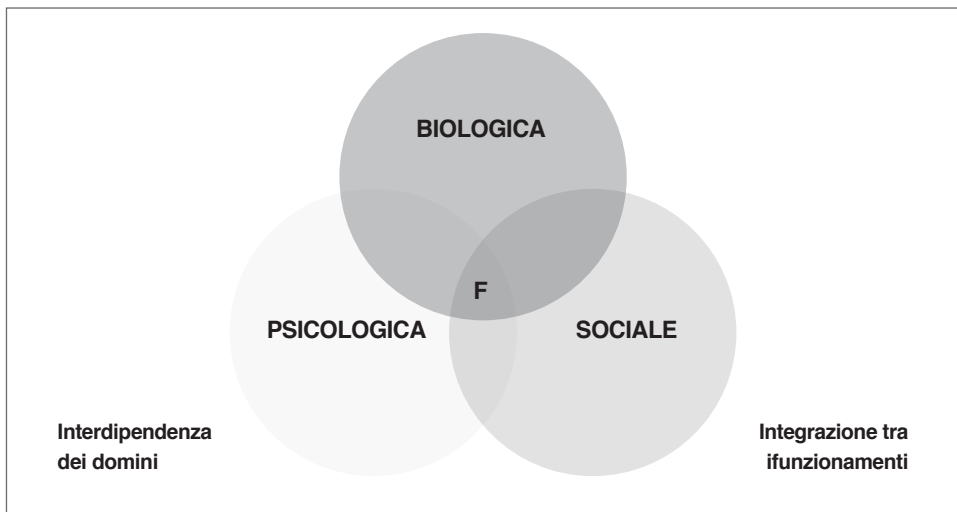 BIOLOGICA
F
PSICOLOGICA
SOCIALE
Interdipendenza
dei domini
Integrazione tra
ifunzionamenti